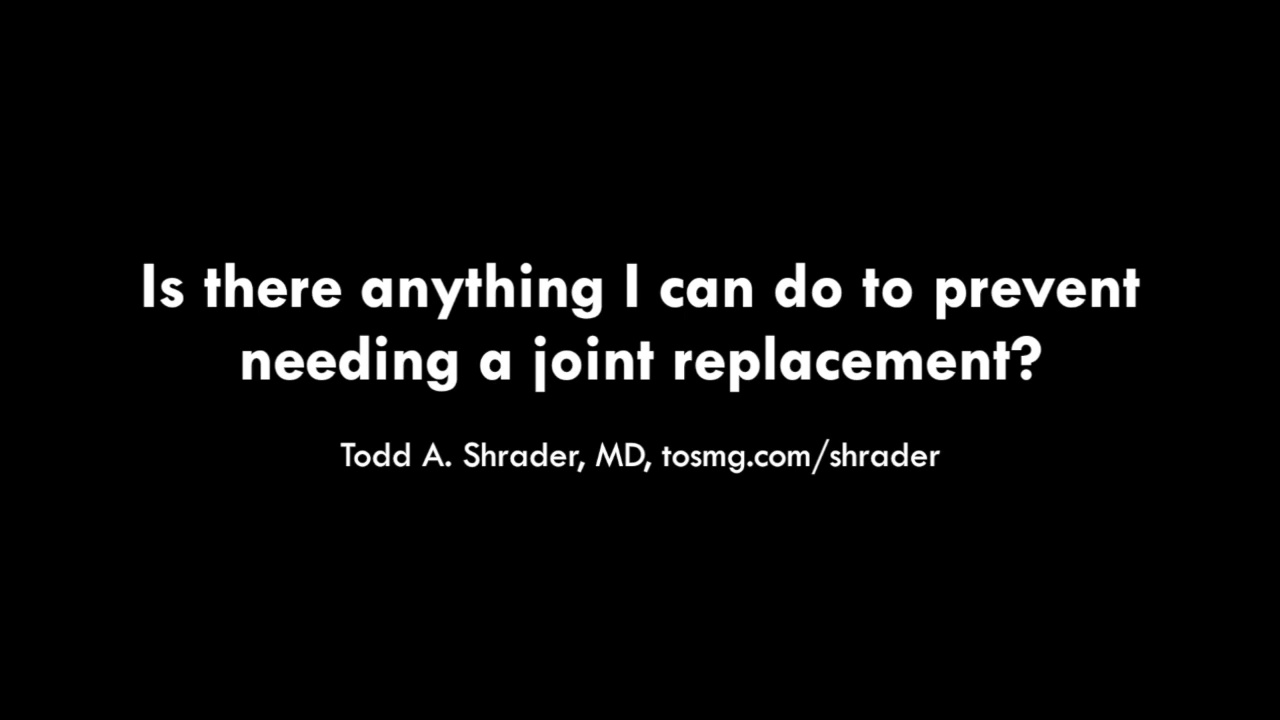 Is there anything I can do to prevent
needing a joint replacement?
Todd A. Shrader, MD, tosmg.com/shrader